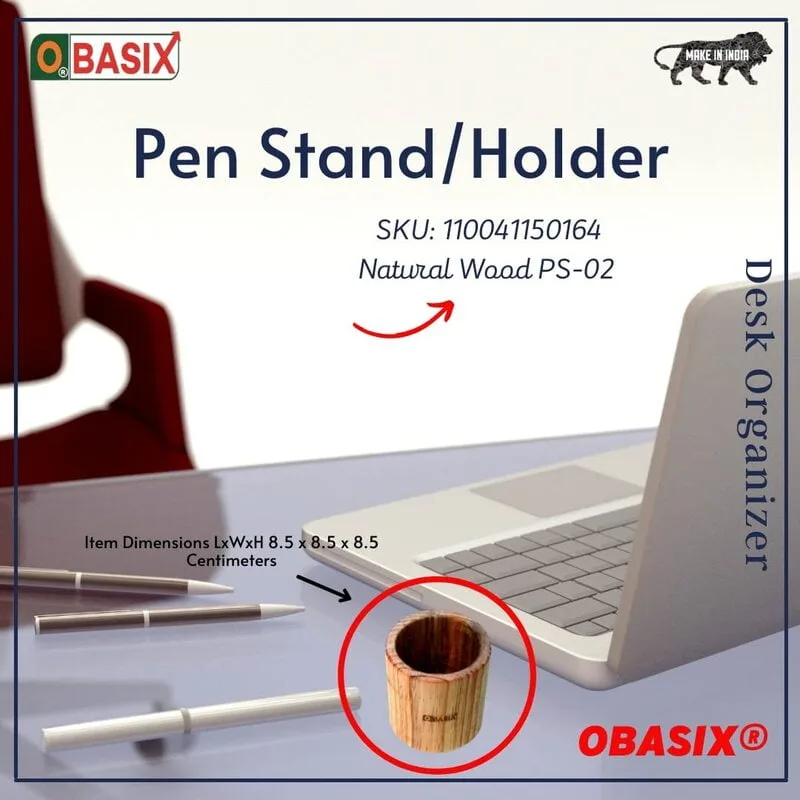 OBASIX®
MAKE IN INDIA
Pen Stand/Holder
SKU: 110041150164
Natural Wood PS-02
Desk Organizer
Item Dimensions LxWxH 8.5 x 8.5 x 8.5
Centimeters
OBASIX
OBASIX®